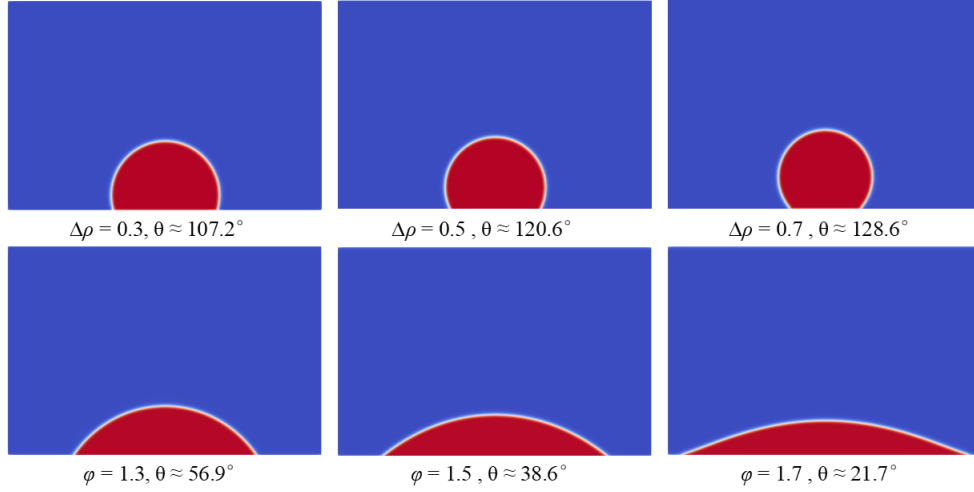 Δρ = 0.3, θ ≈ 107.2°
Δρ = 0.5 , θ ≈ 120.6°
Δρ = 0.7 , θ ≈ 128.6°
φ = 1.3, θ ≈ 56.9°
φ = 1.5 , θ ≈ 38.6°
φ = 1.7 , θ ≈ 21.7°